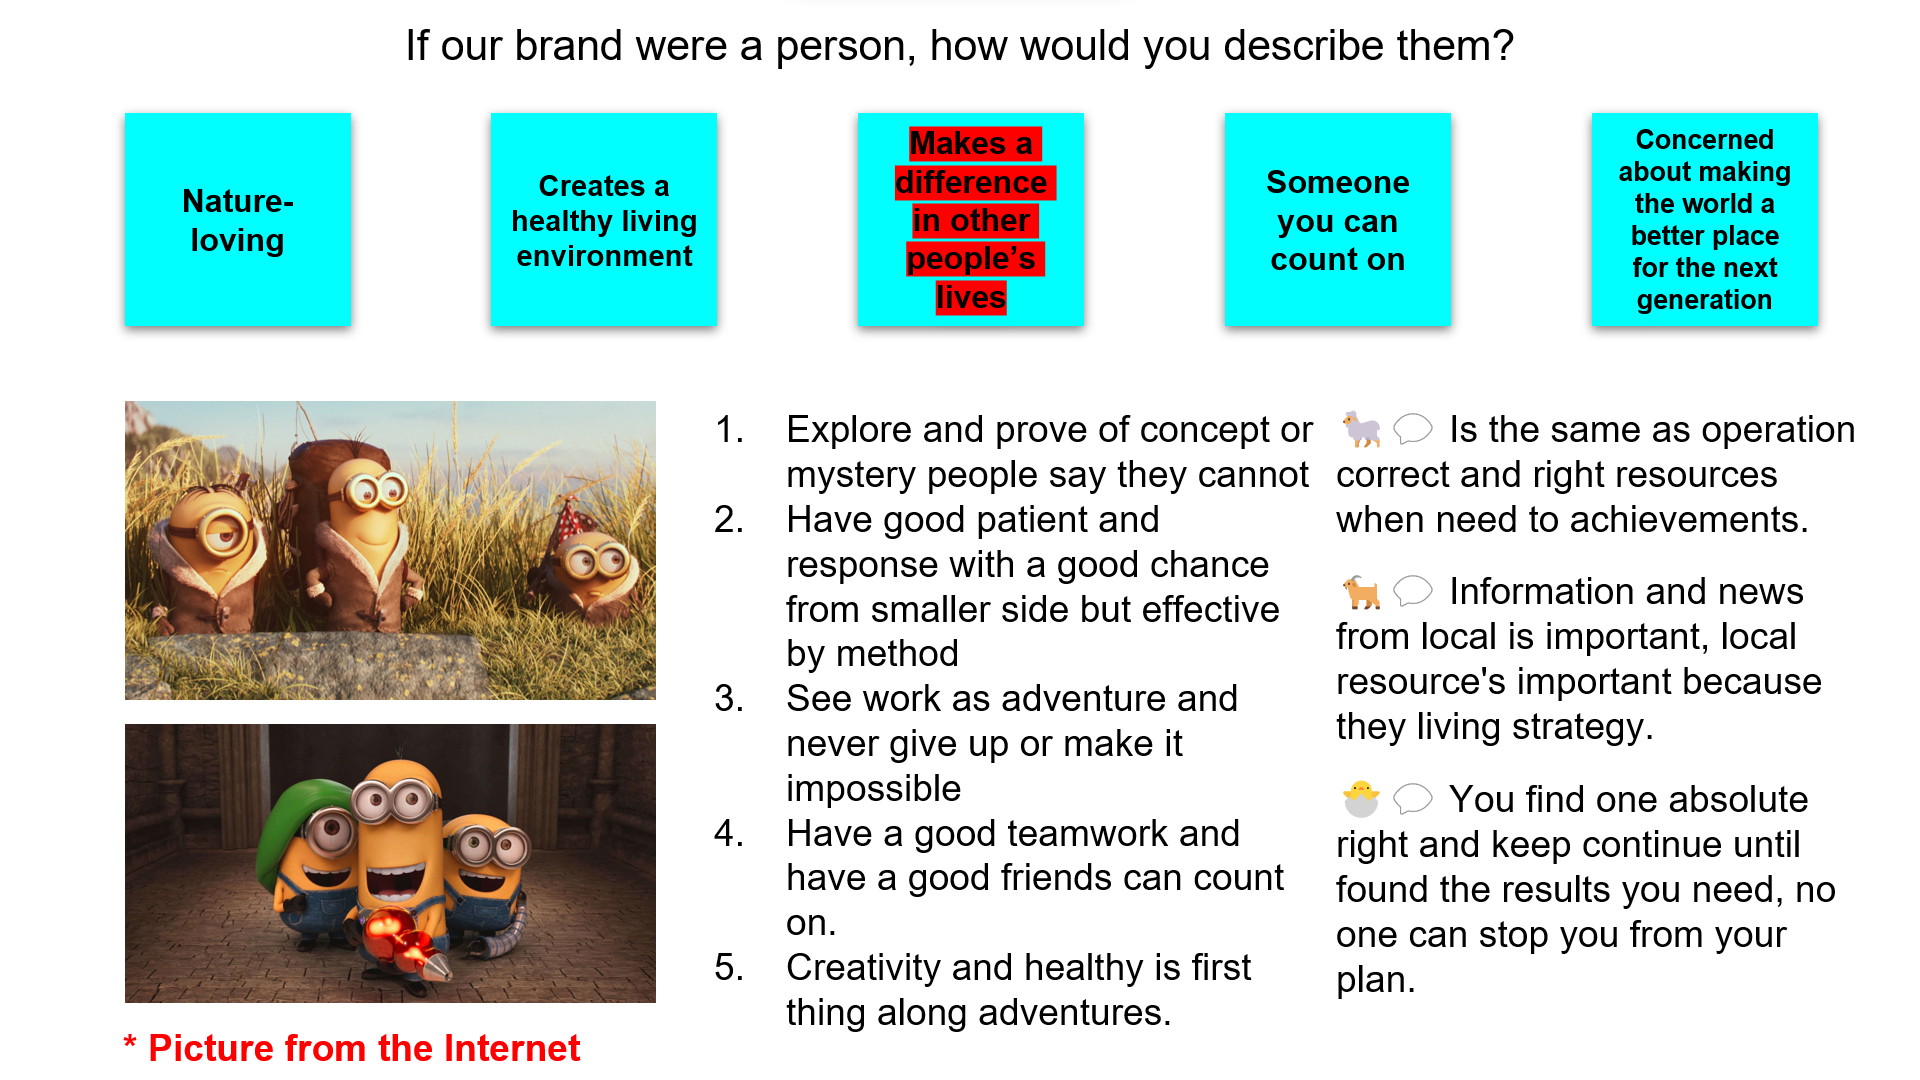 If our brand were a person, how would you describe them?
Nature-
loving
Creates a
healthy living
environment
Makes a
difference
in other
people’s
lives
Someone
you can
count on
Concerned
about making
the world a
better place
for the next
generation
1. Explore and prove of concept or
mystery people say they cannot
2. Have good patient and
response with a good chance
from smaller side but effective
by method
3. See work as adventure and
never give up or make it
impossible
4. Have a good teamwork and
have a good friends can count
on.
5. Creativity and healthy is first
thing along adventures.
🐏💬 Is the same as operation
correct and right resources
when need to achievements.
🐐💬 Information and news
from local is important, local
resource's important because
they living strategy.
🐣💬 You find one absolute
right and keep continue until
found the results you need, no
one can stop you from your
plan.
* Picture from the Internet